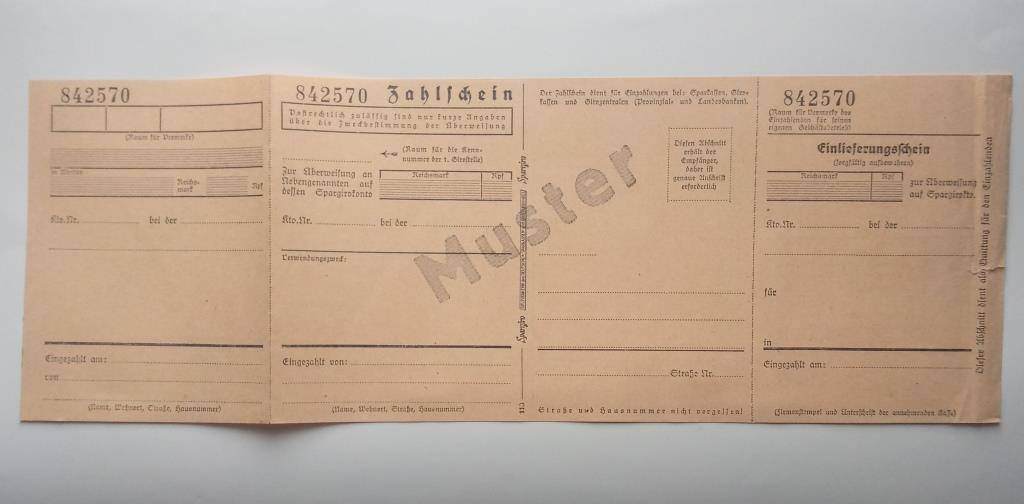 842570
(Raum für Vermerke)
in Worten
Reichs-
mark
Rpf
Kto.Nr.
bei der
Eingezahlt am:
von
(Name, Wohnort, Straße, Hausnummer)
842570 Zahlschein
Postrechtlich zulässig sind nur kurze Angaben
über die Zweckbestimmung der Überweisung
(Raum für die Kenn-
nummer der 1. Girostelle)
Zur Überweisung an
Nebengenannten auf
dessen Spargirokonto
Reichsmark
Rpf
Kto.Nr.
bei der
Verwendungszweck:
Eingezahlt von:
(Name, Wohnort, Straße, Hausnummer)
Spargiro
Spargiro
Muster
Der Zahlschein dient für Einzahlungen bei: Sparkassen, Giro-
kassen und Girozentralen (Provinzial- und Landesbanken).
Diesen Abschnitt
erhält der
Empfänger,
daher ist
genaue Anschrift
erforderlich
Straße Nr.
Straße und Hausnummer nicht vergessen!
842570
(Raum für Vermerke des
Einzahlenden für seinen
eigenen Geschäftsbetrieb)
Einlieferungsschein
(sorgfältig aufbewahren)
Reichsmark
Rpf
zur Überweisung
auf Spargirokto.
Kto.Nr.
bei der
für
in
Eingezahlt am:
(Firmenstempel und Unterschrift der annehmenden Kasse)
Dieser Abschnitt dient als Quittung für den Einzahlenden